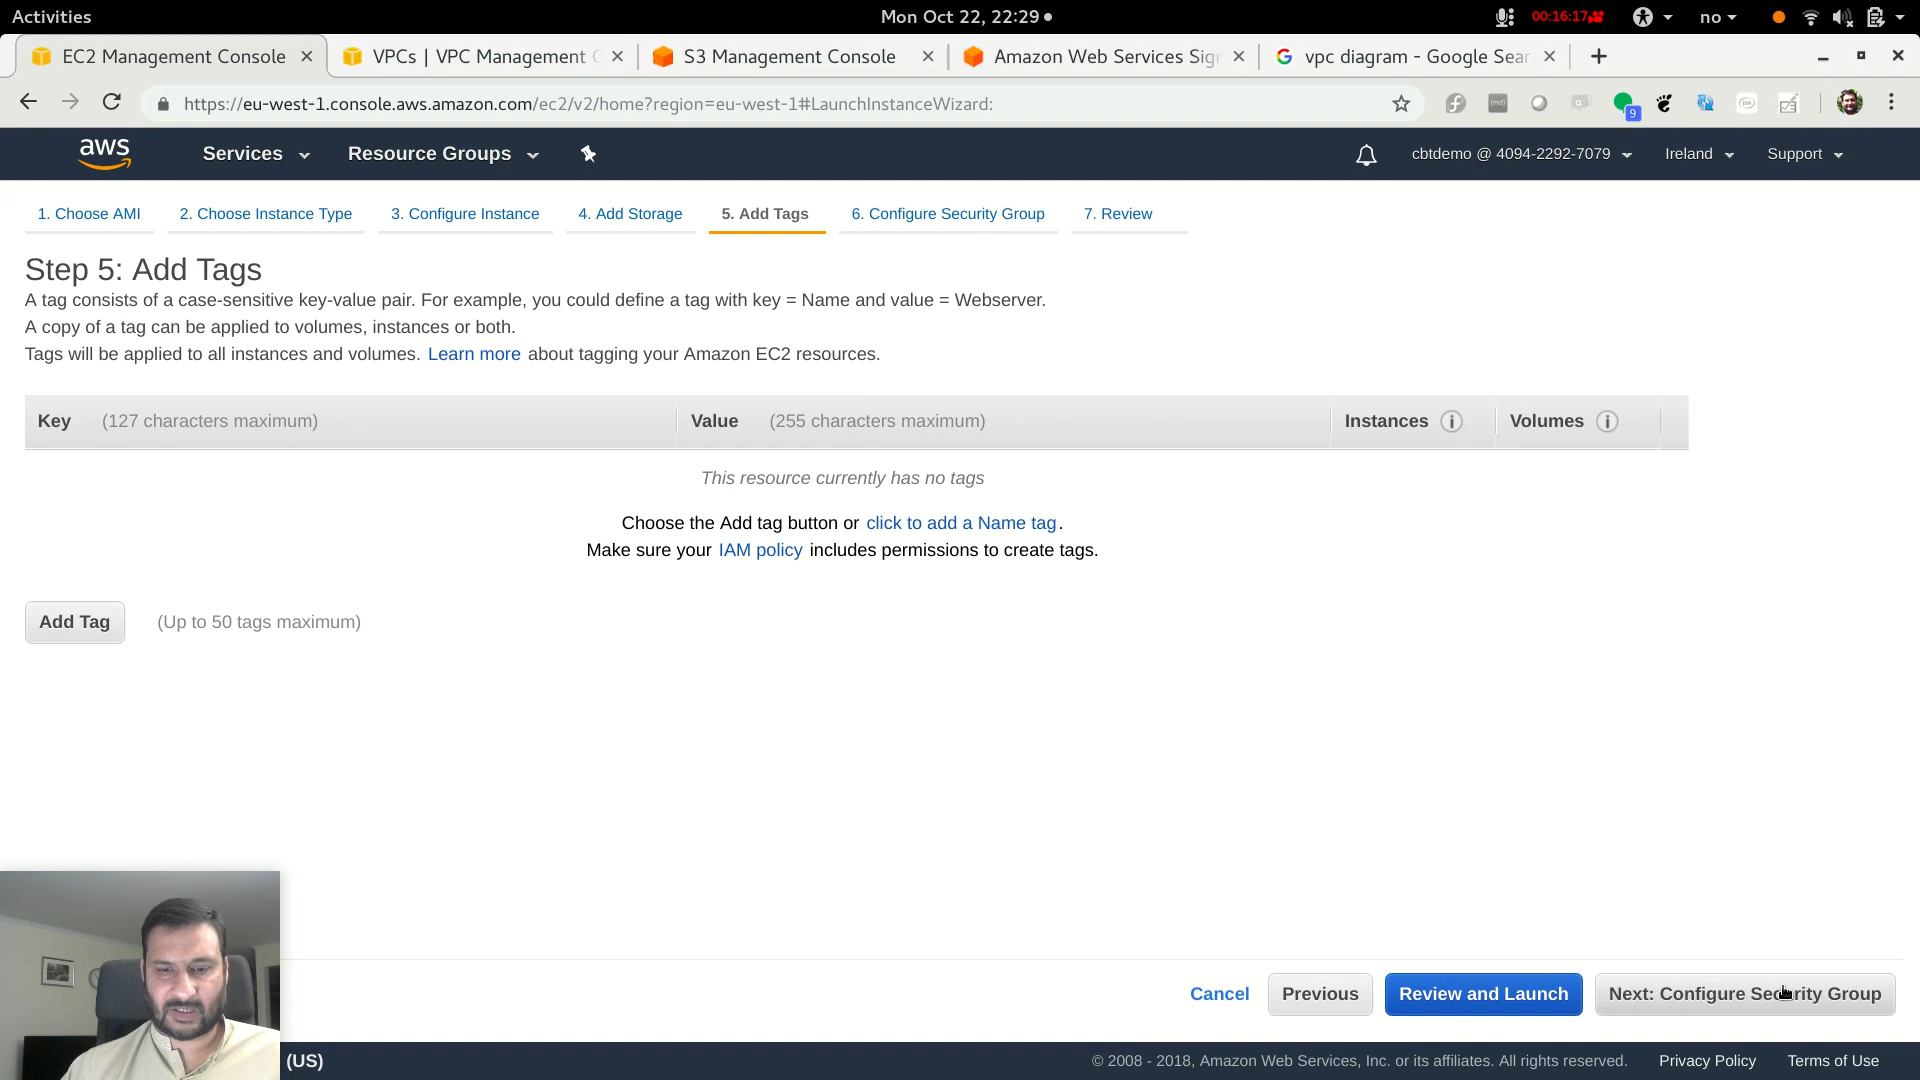 Activities
Mon Oct 22, 22:29
00:16:17
no
EC2 Management Console
VPCs | VPC Management C
S3 Management Console
Amazon Web Services Sign
vpc diagram - Google Sear
https://eu-west-1.console.aws.amazon.com/ec2/v2/home?region=eu-west-1#LaunchInstanceWizard:
9
aws
Services
Resource Groups
cbtdemo @ 4094-2292-7079
Ireland
Support
1. Choose AMI
2. Choose Instance Type
3. Configure Instance
4. Add Storage
5. Add Tags
6. Configure Security Group
7. Review
Step 5: Add Tags
A tag consists of a case-sensitive key-value pair. For example, you could define a tag with key = Name and value = Webserver.
A copy of a tag can be applied to volumes, instances or both.
Tags will be applied to all instances and volumes. Learn more about tagging your Amazon EC2 resources.
Key (127 characters maximum)
Value (255 characters maximum)
Instances
Volumes
This resource currently has no tags
Choose the Add tag button or click to add a Name tag.
Make sure your IAM policy includes permissions to create tags.
Add Tag
(Up to 50 tags maximum)
Cancel
Previous
Review and Launch
Next: Configure Security Group
(US)
© 2008 - 2018, Amazon Web Services, Inc. or its affiliates. All rights reserved.
Privacy Policy
Terms of Use